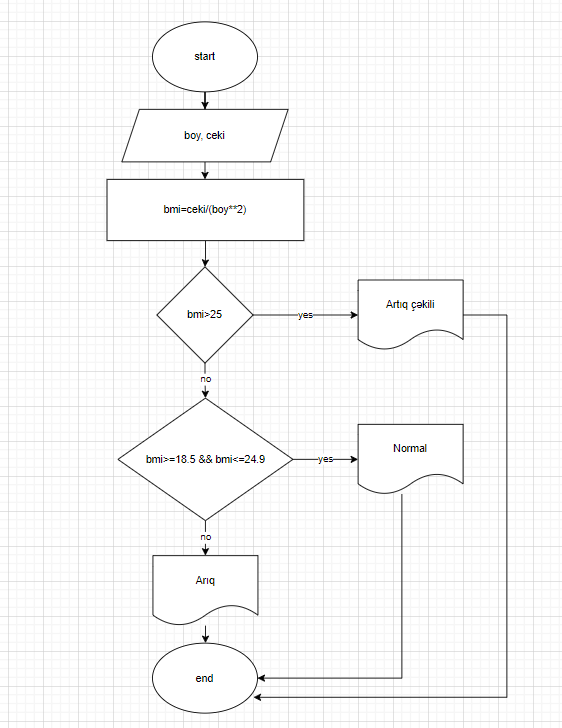 start
boy, ceki
bmi=ceki/(boy**2)
bmi>25
yes
Artıq çəkili
no
bmi>=18.5 && bmi<=24.9
yes
Normal
no
Arıq
end